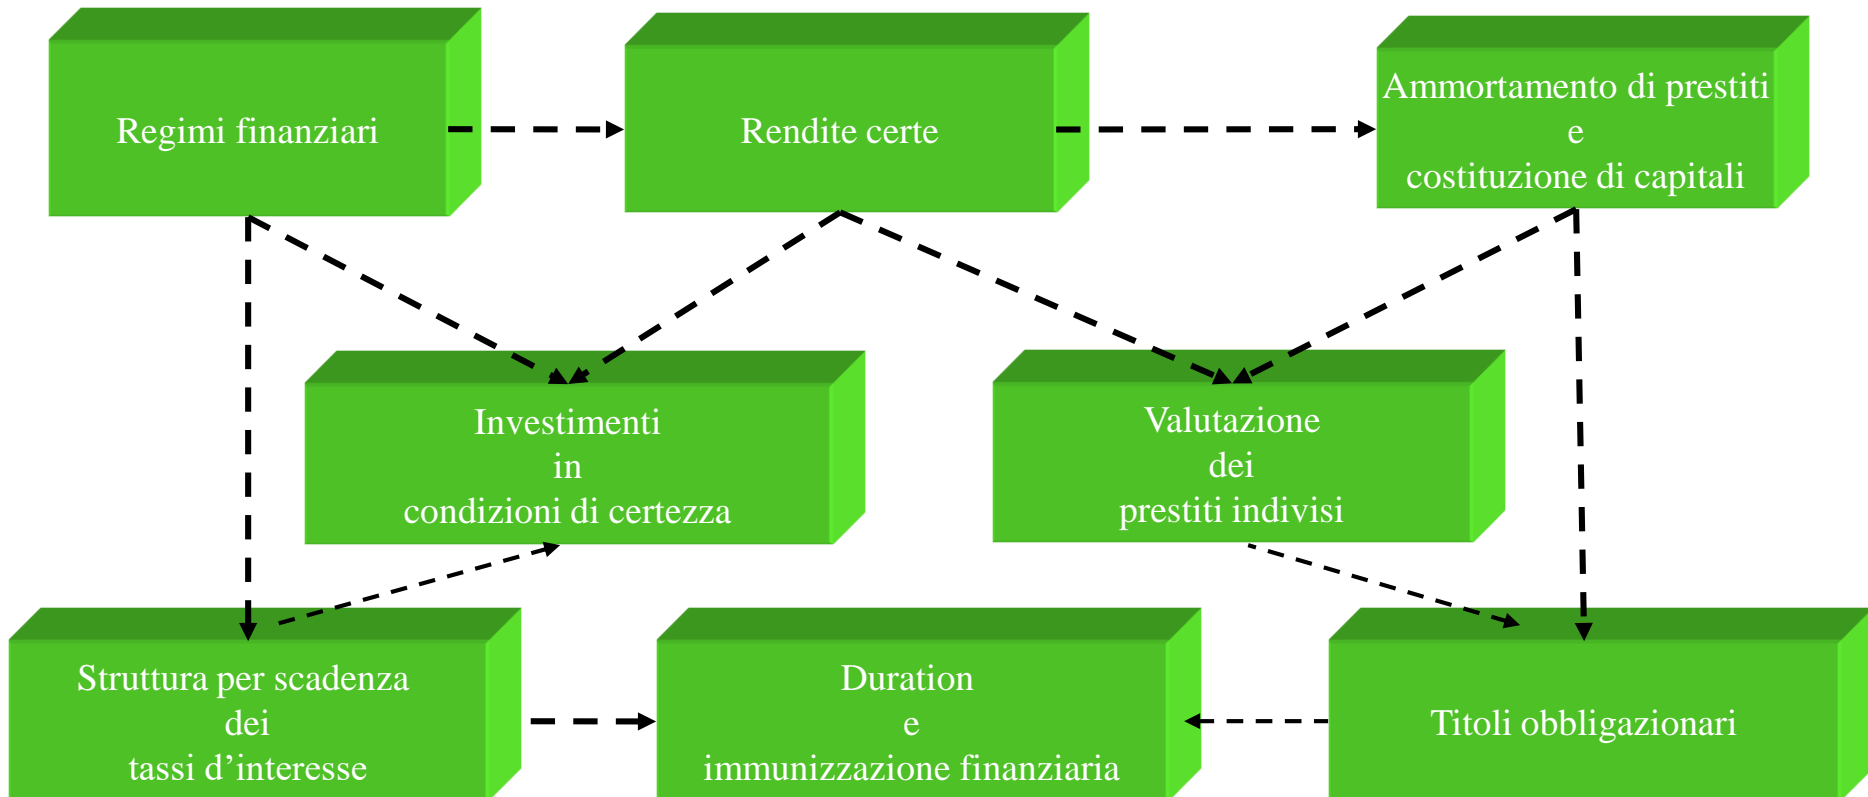 Regimi finanziari
Rendite certe
Ammortamento di prestiti
e
costituzione di capitali
Investimenti
in
condizioni di certezza
Valutazione
dei
prestiti indivisi
Struttura per scadenza
dei
tassi d’interesse
Duration
e
immunizzazione finanziaria
Titoli obbligazionari